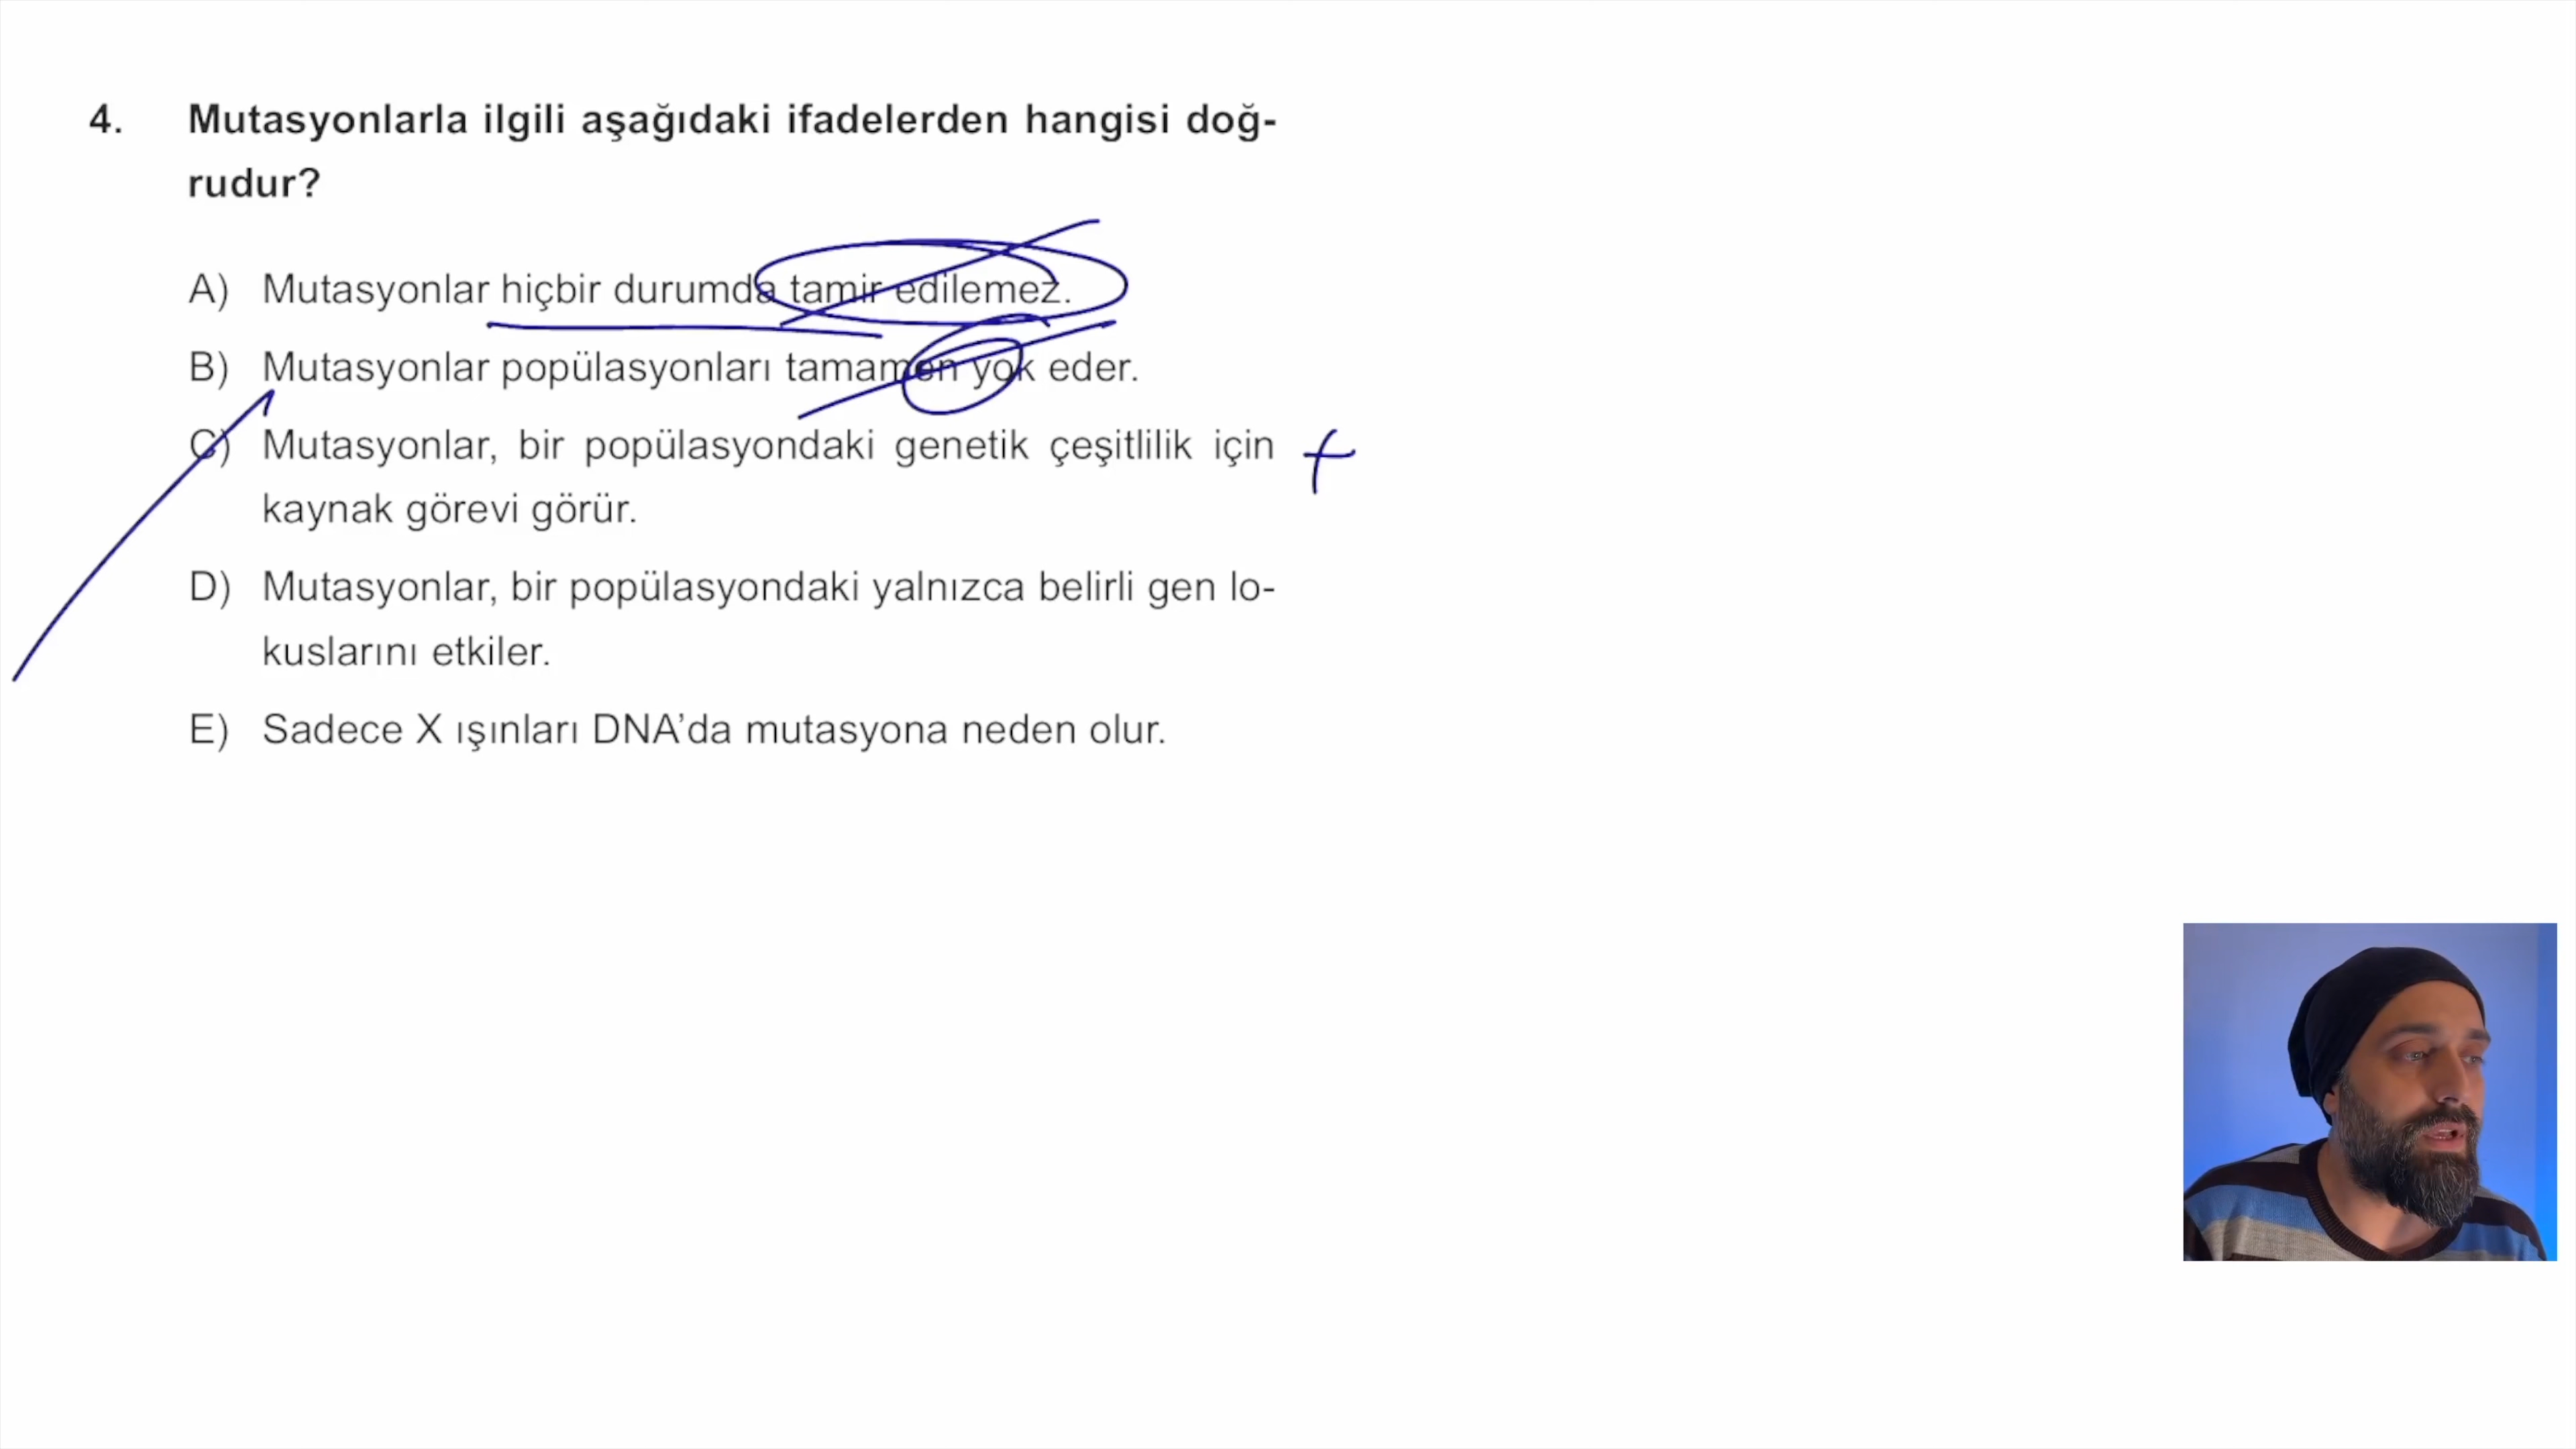 4. Mutasyonlarla ilgili aşağıdaki ifadelerden hangisi doğ-
rudur?
A) Mutasyonlar hiçbir durumda tamir edilemez.
B) Mutasyonlar popülasyonları tamamen yok eder.
C) Mutasyonlar, bir popülasyondaki genetik çeşitlilik için +
kaynak görevi görür.
D) Mutasyonlar, bir popülasyondaki yalnızca belirli gen lo-
kuslarını etkiler.
E) Sadece X ışınları DNA’da mutasyona neden olur.